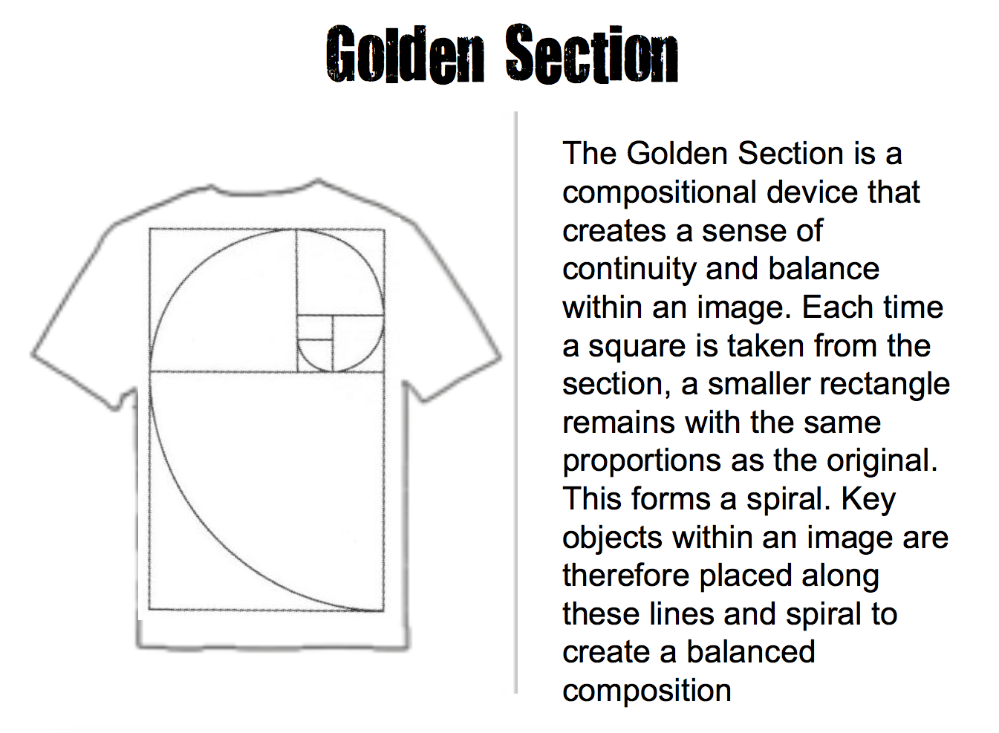 Golden Section
The Golden Section is a
compositional device that
creates a sense of
continuity and balance
within an image. Each time
a square is taken from the
section, a smaller rectangle
remains with the same
proportions as the original.
This forms a spiral. Key
objects within an image are
therefore placed along
these lines and spiral to
create a balanced
composition